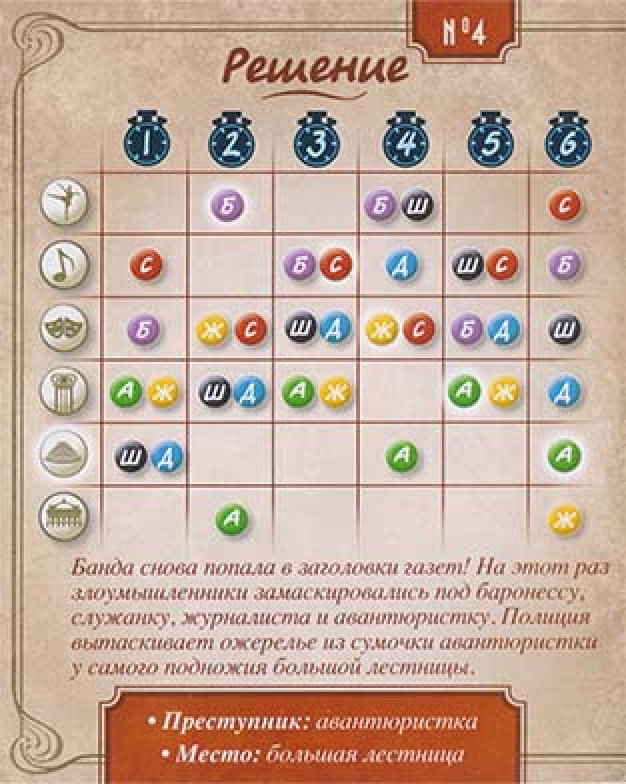 №4
Решение
1 2 3 4 5 6
Б Б Ш С
С Б С Д Ш С Б
Б Ж С Ш Д Ж С Б Д Ш
А Ж Ш Д А Ж А Ж Д
Ш Д А А
А Ж
Банда снова попала в заголовки газет! На этот раз
злоумышленники замаскировались под баронессу,
служанку, журналиста и авантюристку. Полиция
вытаскивает ожерелье из сумочки авантюристки
у самого подножия большой лестницы.
• Преступник: авантюристка
• Место: большая лестница